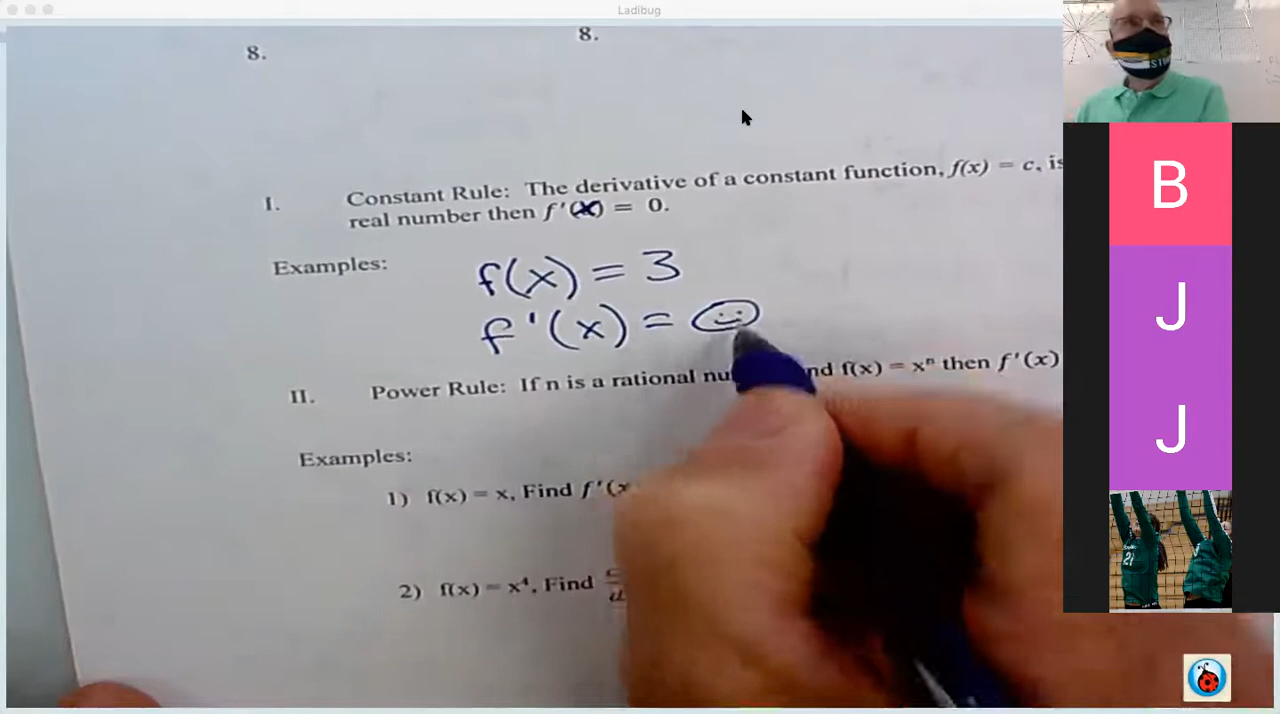 Ladibug
8. 8.
I. Constant Rule: The derivative of a constant function, f(x) = c, is
real number then f'(x) = 0.
Examples:
f(x) = 3
f'(x) = ☺
II. Power Rule: If n is a rational nu nd f(x) = xⁿ then f'(x)
Examples:
1) f(x) = x, Find f'(x
2) f(x) = x⁴, Find
B
J
J
21